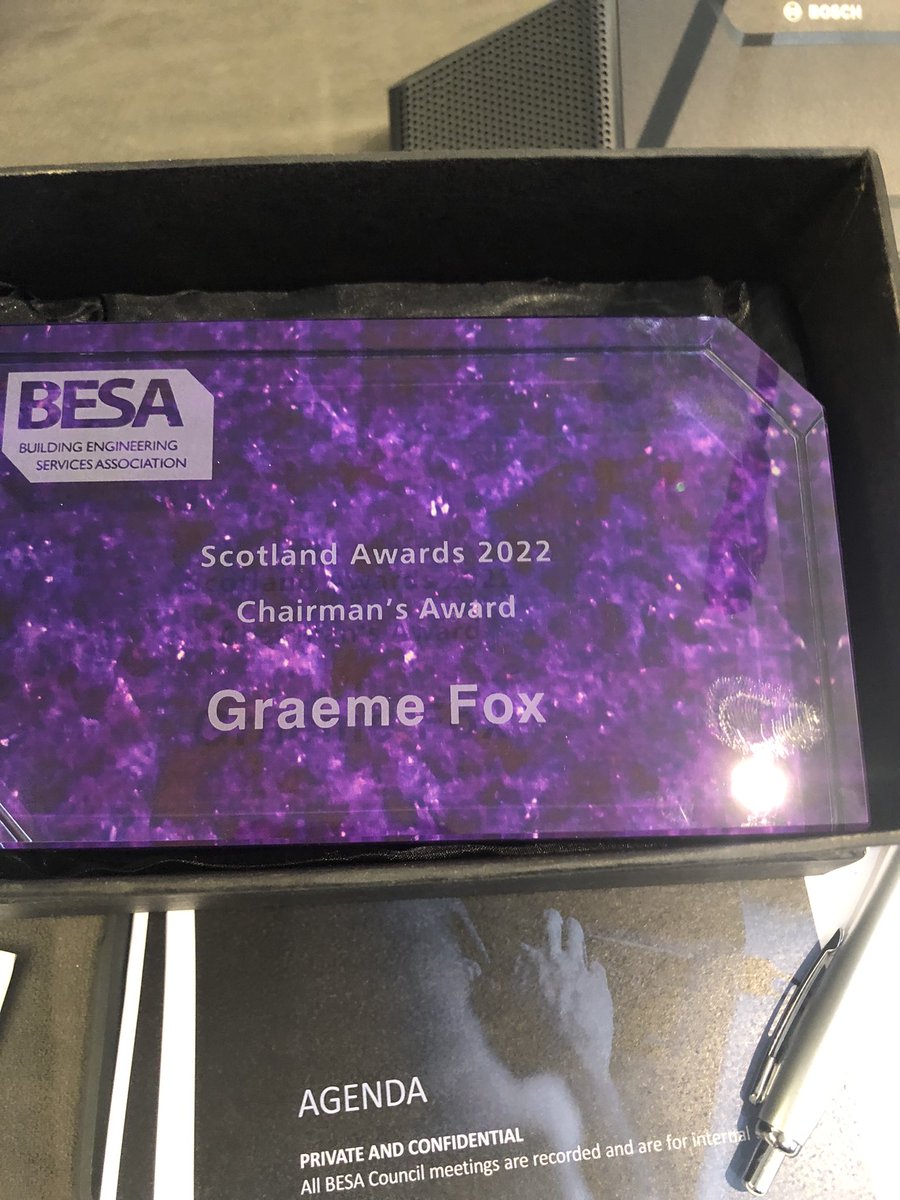 BOSCH
BESA
BUILDING ENGINEERING
SERVICES ASSOCIATION
Scotland Awards 2022
Chairman's Award
Graeme Fox
AGENDA
PRIVATE AND CONFIDENTIAL
All BESA Council meetings are recorded and are for internal